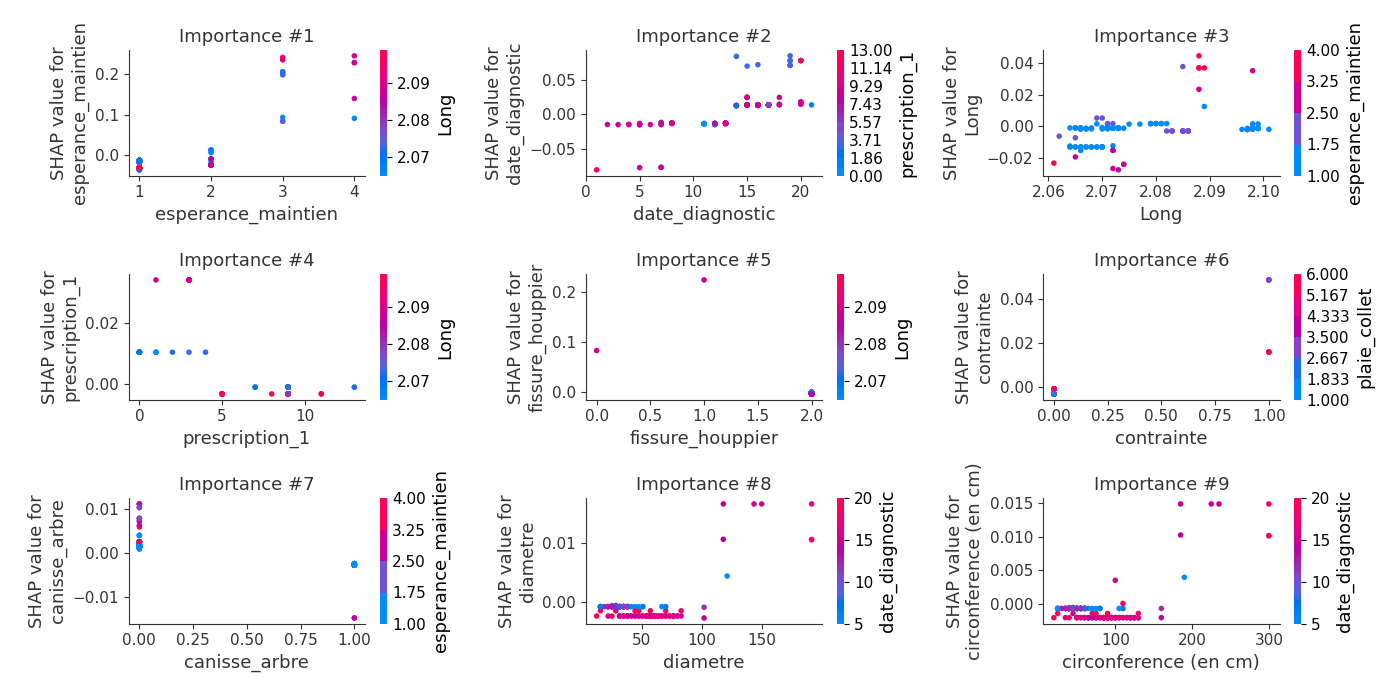 Importance #1
SHAP value for
esperance_maintien
0.2
0.1
0.0
1
2
3
4
esperance_maintien
2.09
2.08
2.07
Long
Importance #2
SHAP value for
date_diagnostic
0.05
0.00
−0.05
0
5
10
15
20
date_diagnostic
13.00
11.14
9.29
7.43
5.57
3.71
1.86
0.00
prescription_1
Importance #3
SHAP value for
Long
0.04
0.02
0.00
−0.02
2.06
2.07
2.08
2.09
2.10
Long
4.00
3.25
2.50
1.75
1.00
esperance_maintien
Importance #4
SHAP value for
prescription_1
0.02
0.00
0
5
10
prescription_1
2.09
2.08
2.07
Long
Importance #5
SHAP value for
fissure_houppier
0.2
0.1
0.0
0.0
0.5
1.0
1.5
2.0
fissure_houppier
2.09
2.08
2.07
Long
Importance #6
SHAP value for
contrainte
0.04
0.02
0.00
0.00
0.25
0.50
0.75
1.00
contrainte
6.000
5.167
4.333
3.500
2.667
1.833
1.000
plaie_collet
Importance #7
SHAP value for
canisse_arbre
0.01
0.00
−0.01
0.00
0.25
0.50
0.75
1.00
canisse_arbre
4.00
3.25
2.50
1.75
1.00
esperance_maintien
Importance #8
SHAP value for
diametre
0.01
0.00
50
100
150
diametre
20
15
10
5
date_diagnostic
Importance #9
SHAP value for
circonference (en cm)
0.015
0.010
0.005
0.000
100
200
300
circonference (en cm)
20
15
10
5
date_diagnostic